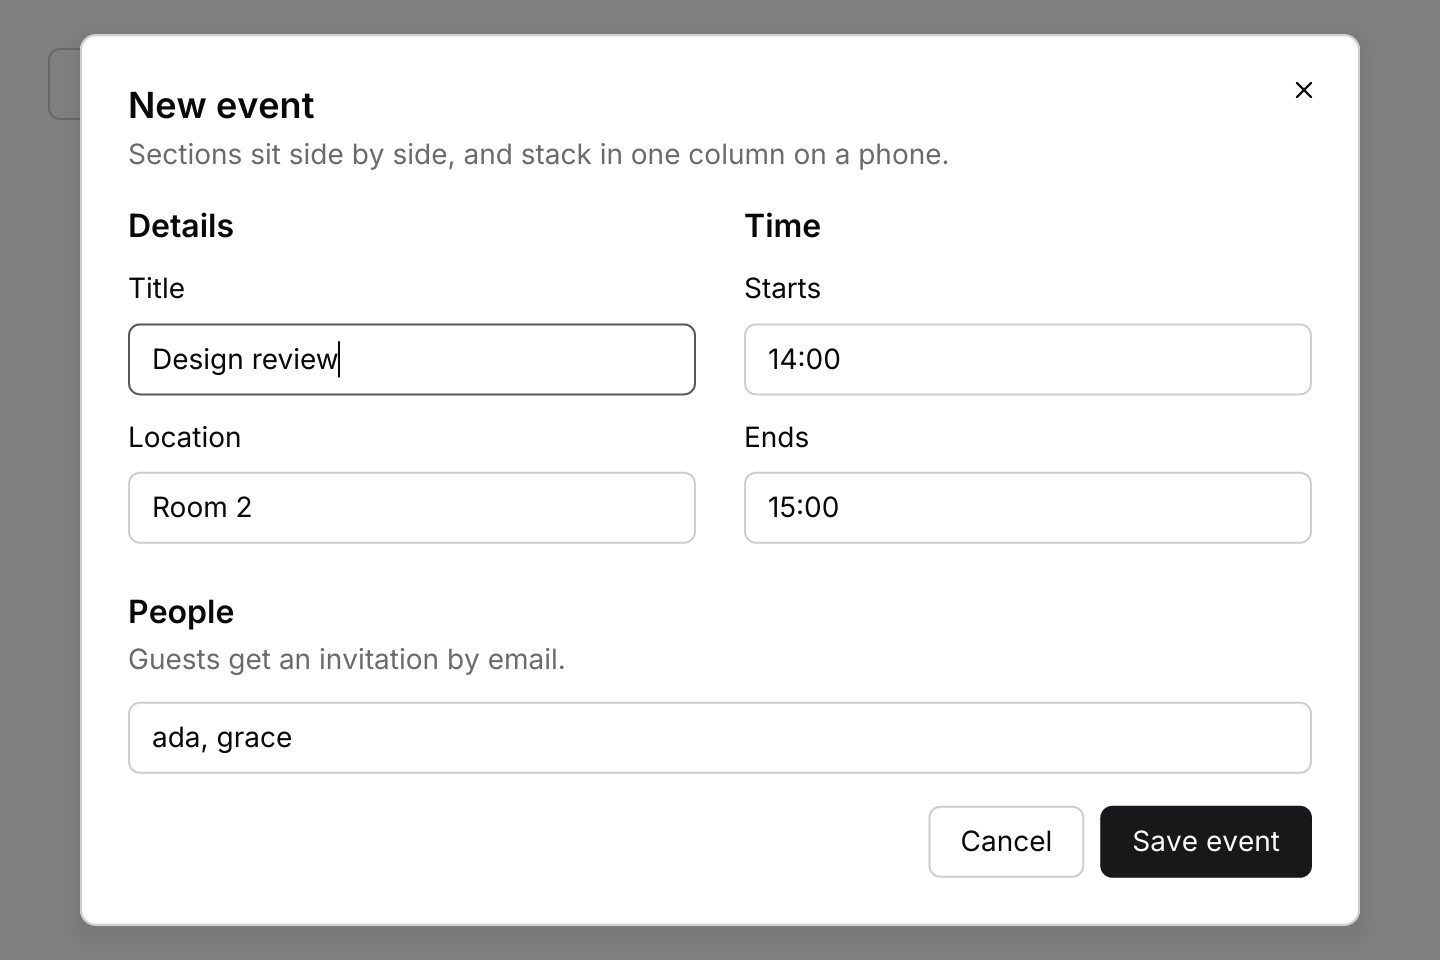 New event
Sections sit side by side, and stack in one column on a phone.
Details
Title
Design review
Location
Room 2
Time
Starts
14:00
Ends
15:00
People
Guests get an invitation by email.
ada, grace
Cancel
Save event